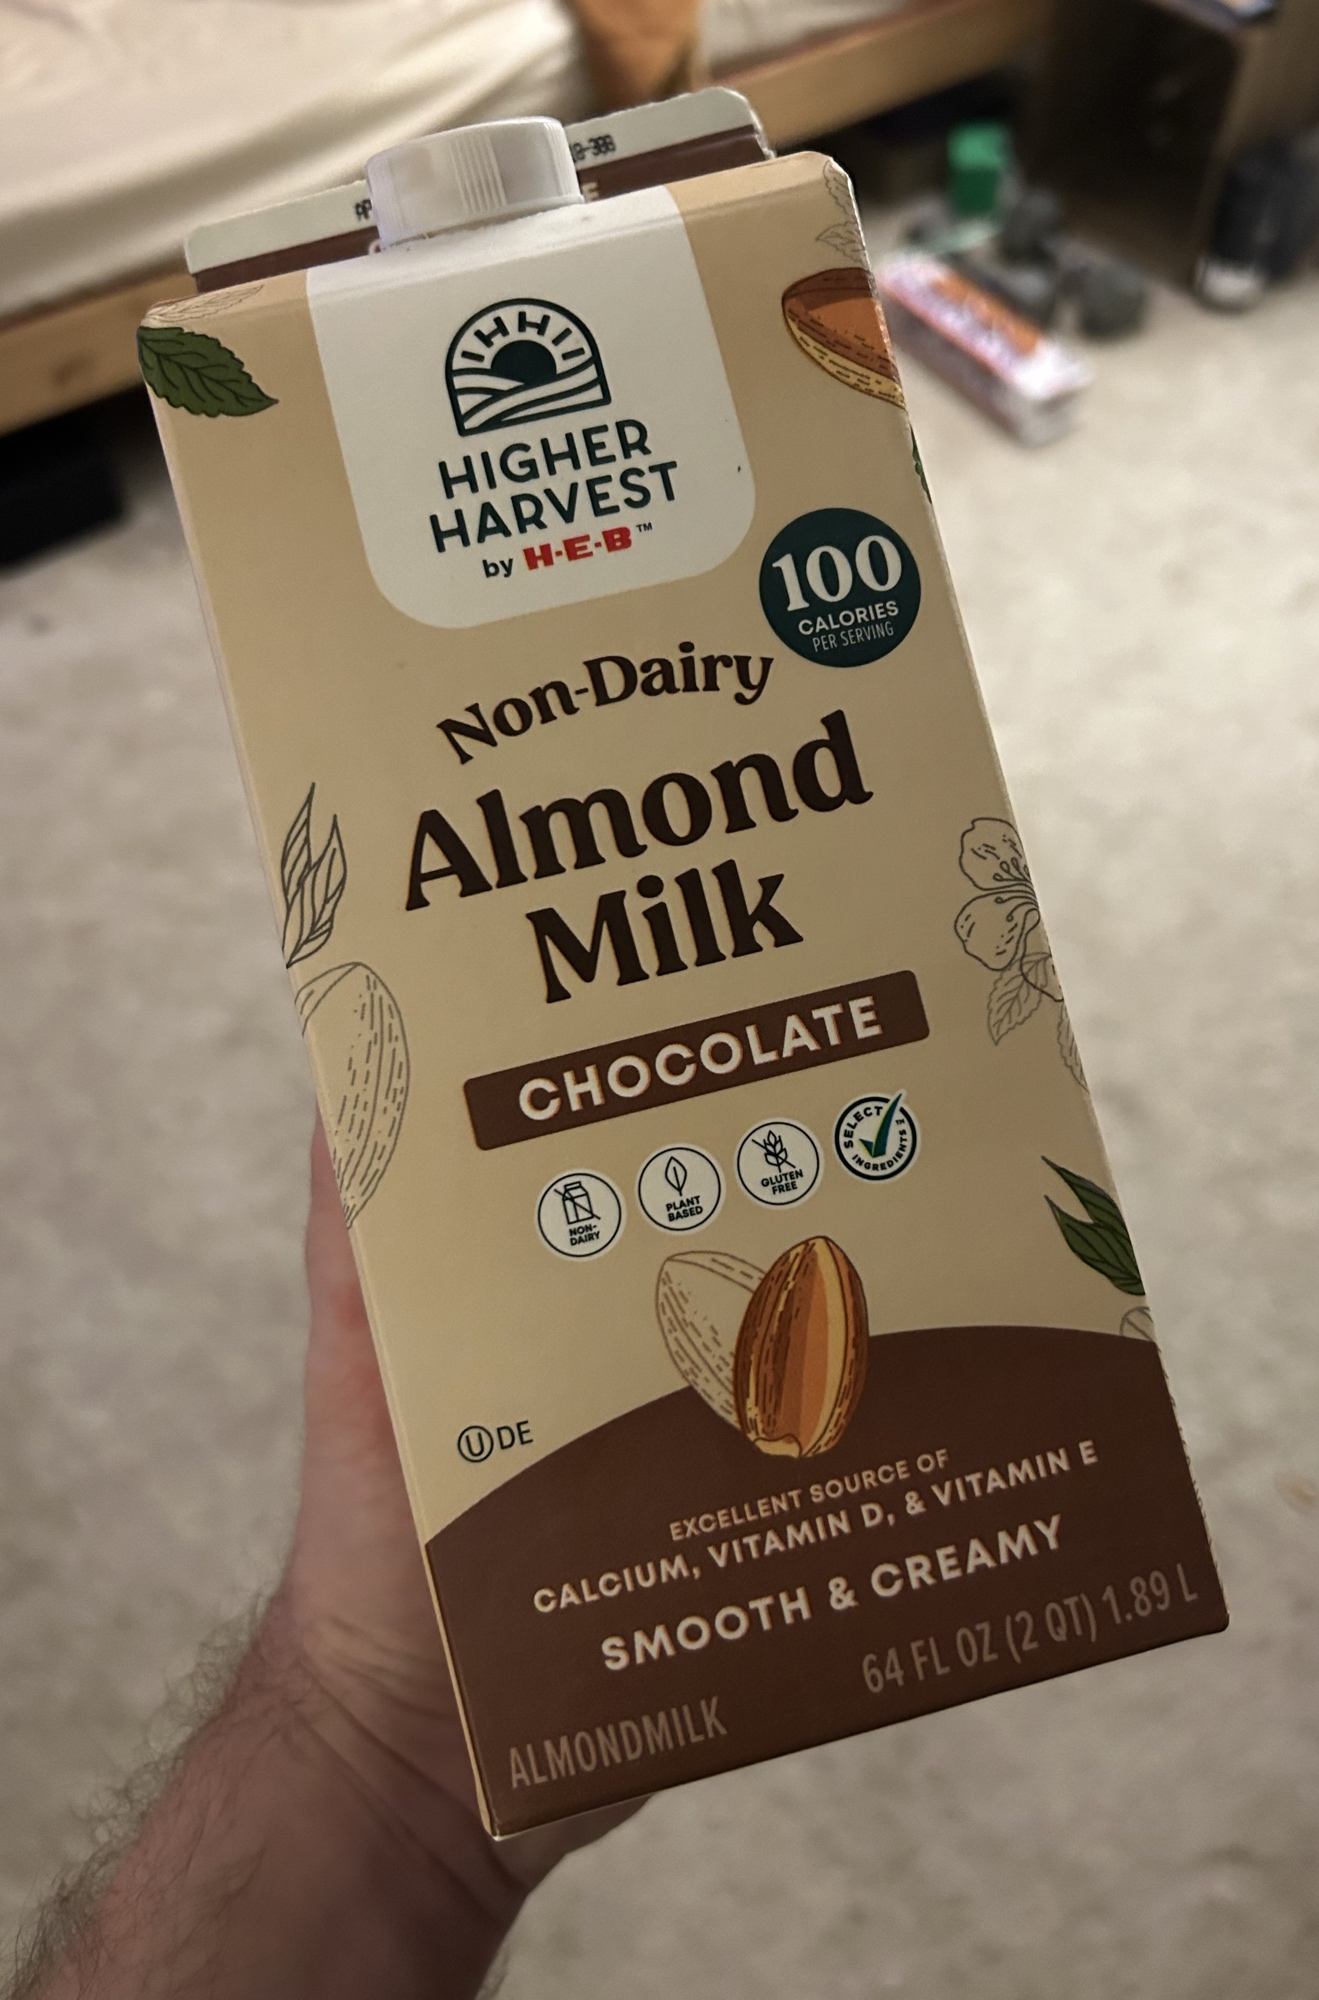 HIGHER
HARVEST
by H-E-B™
100
CALORIES
PER SERVING
Non-Dairy
Almond
Milk
CHOCOLATE
NON-
DAIRY
PLANT
BASED
GLUTEN
FREE
SELECT
INGREDIENTS
U DE
EXCELLENT SOURCE OF
CALCIUM, VITAMIN D, & VITAMIN E
SMOOTH & CREAMY
64 FL OZ (2 QT) 1.89 L
ALMONDMILK